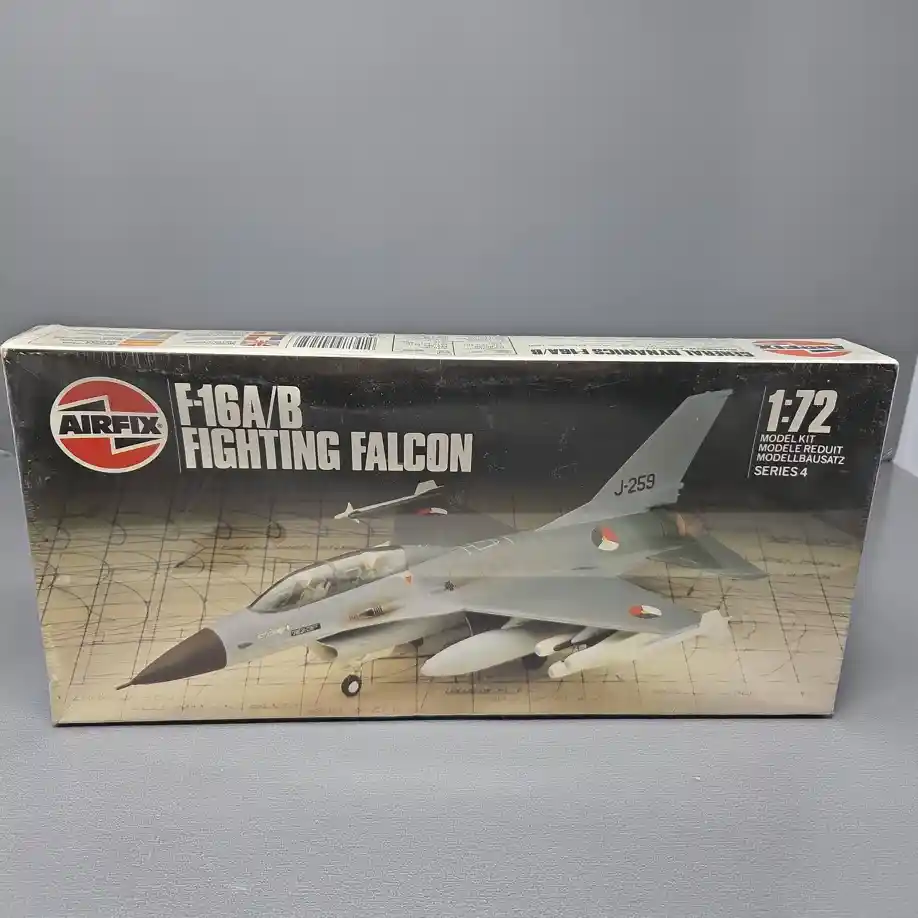 GENERAL DYNAMICS F-16A/B
AIRFIX
F-16A/B
FIGHTING FALCON
1:72
MODEL KIT
MODELE REDUIT
MODELLBAUSATZ
SERIES 4
J-259